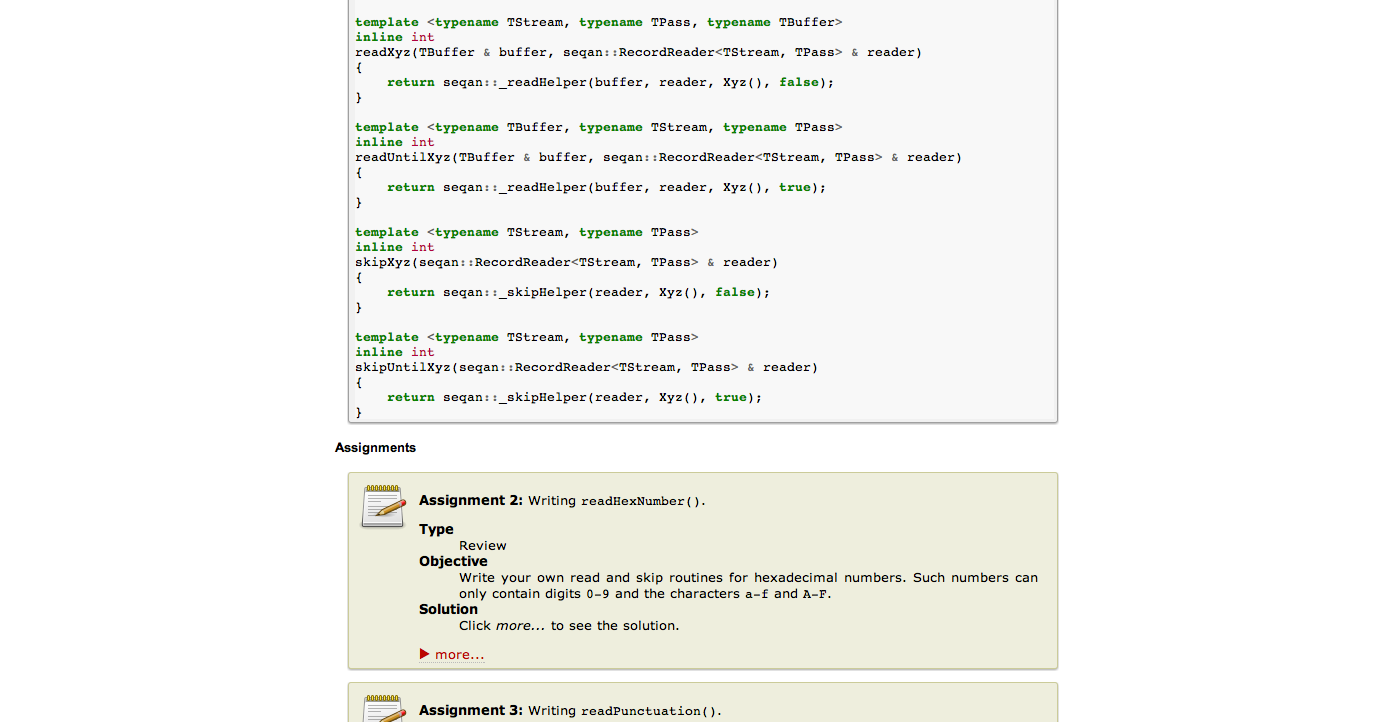 template <typename TStream, typename TPass, typename TBuffer>
inline int
readXyz(TBuffer & buffer, seqan::RecordReader<TStream, TPass> & reader)
{
    return seqan::_readHelper(buffer, reader, Xyz(), false);
}
template <typename TBuffer, typename TStream, typename TPass>
inline int
readUntilXyz(TBuffer & buffer, seqan::RecordReader<TStream, TPass> & reader)
{
    return seqan::_readHelper(buffer, reader, Xyz(), true);
}
template <typename TStream, typename TPass>
inline int
skipXyz(seqan::RecordReader<TStream, TPass> & reader)
{
    return seqan::_skipHelper(reader, Xyz(), false);
}
template <typename TStream, typename TPass>
inline int
skipUntilXyz(seqan::RecordReader<TStream, TPass> & reader)
{
    return seqan::_skipHelper(reader, Xyz(), true);
}
Assignments
Assignment 2: Writing readHexNumber().
Type
Review
Objective
Write your own read and skip routines for hexadecimal numbers. Such numbers can
only contain digits 0-9 and the characters a-f and A-F.
Solution
Click more... to see the solution.
more...
Assignment 3: Writing readPunctuation().